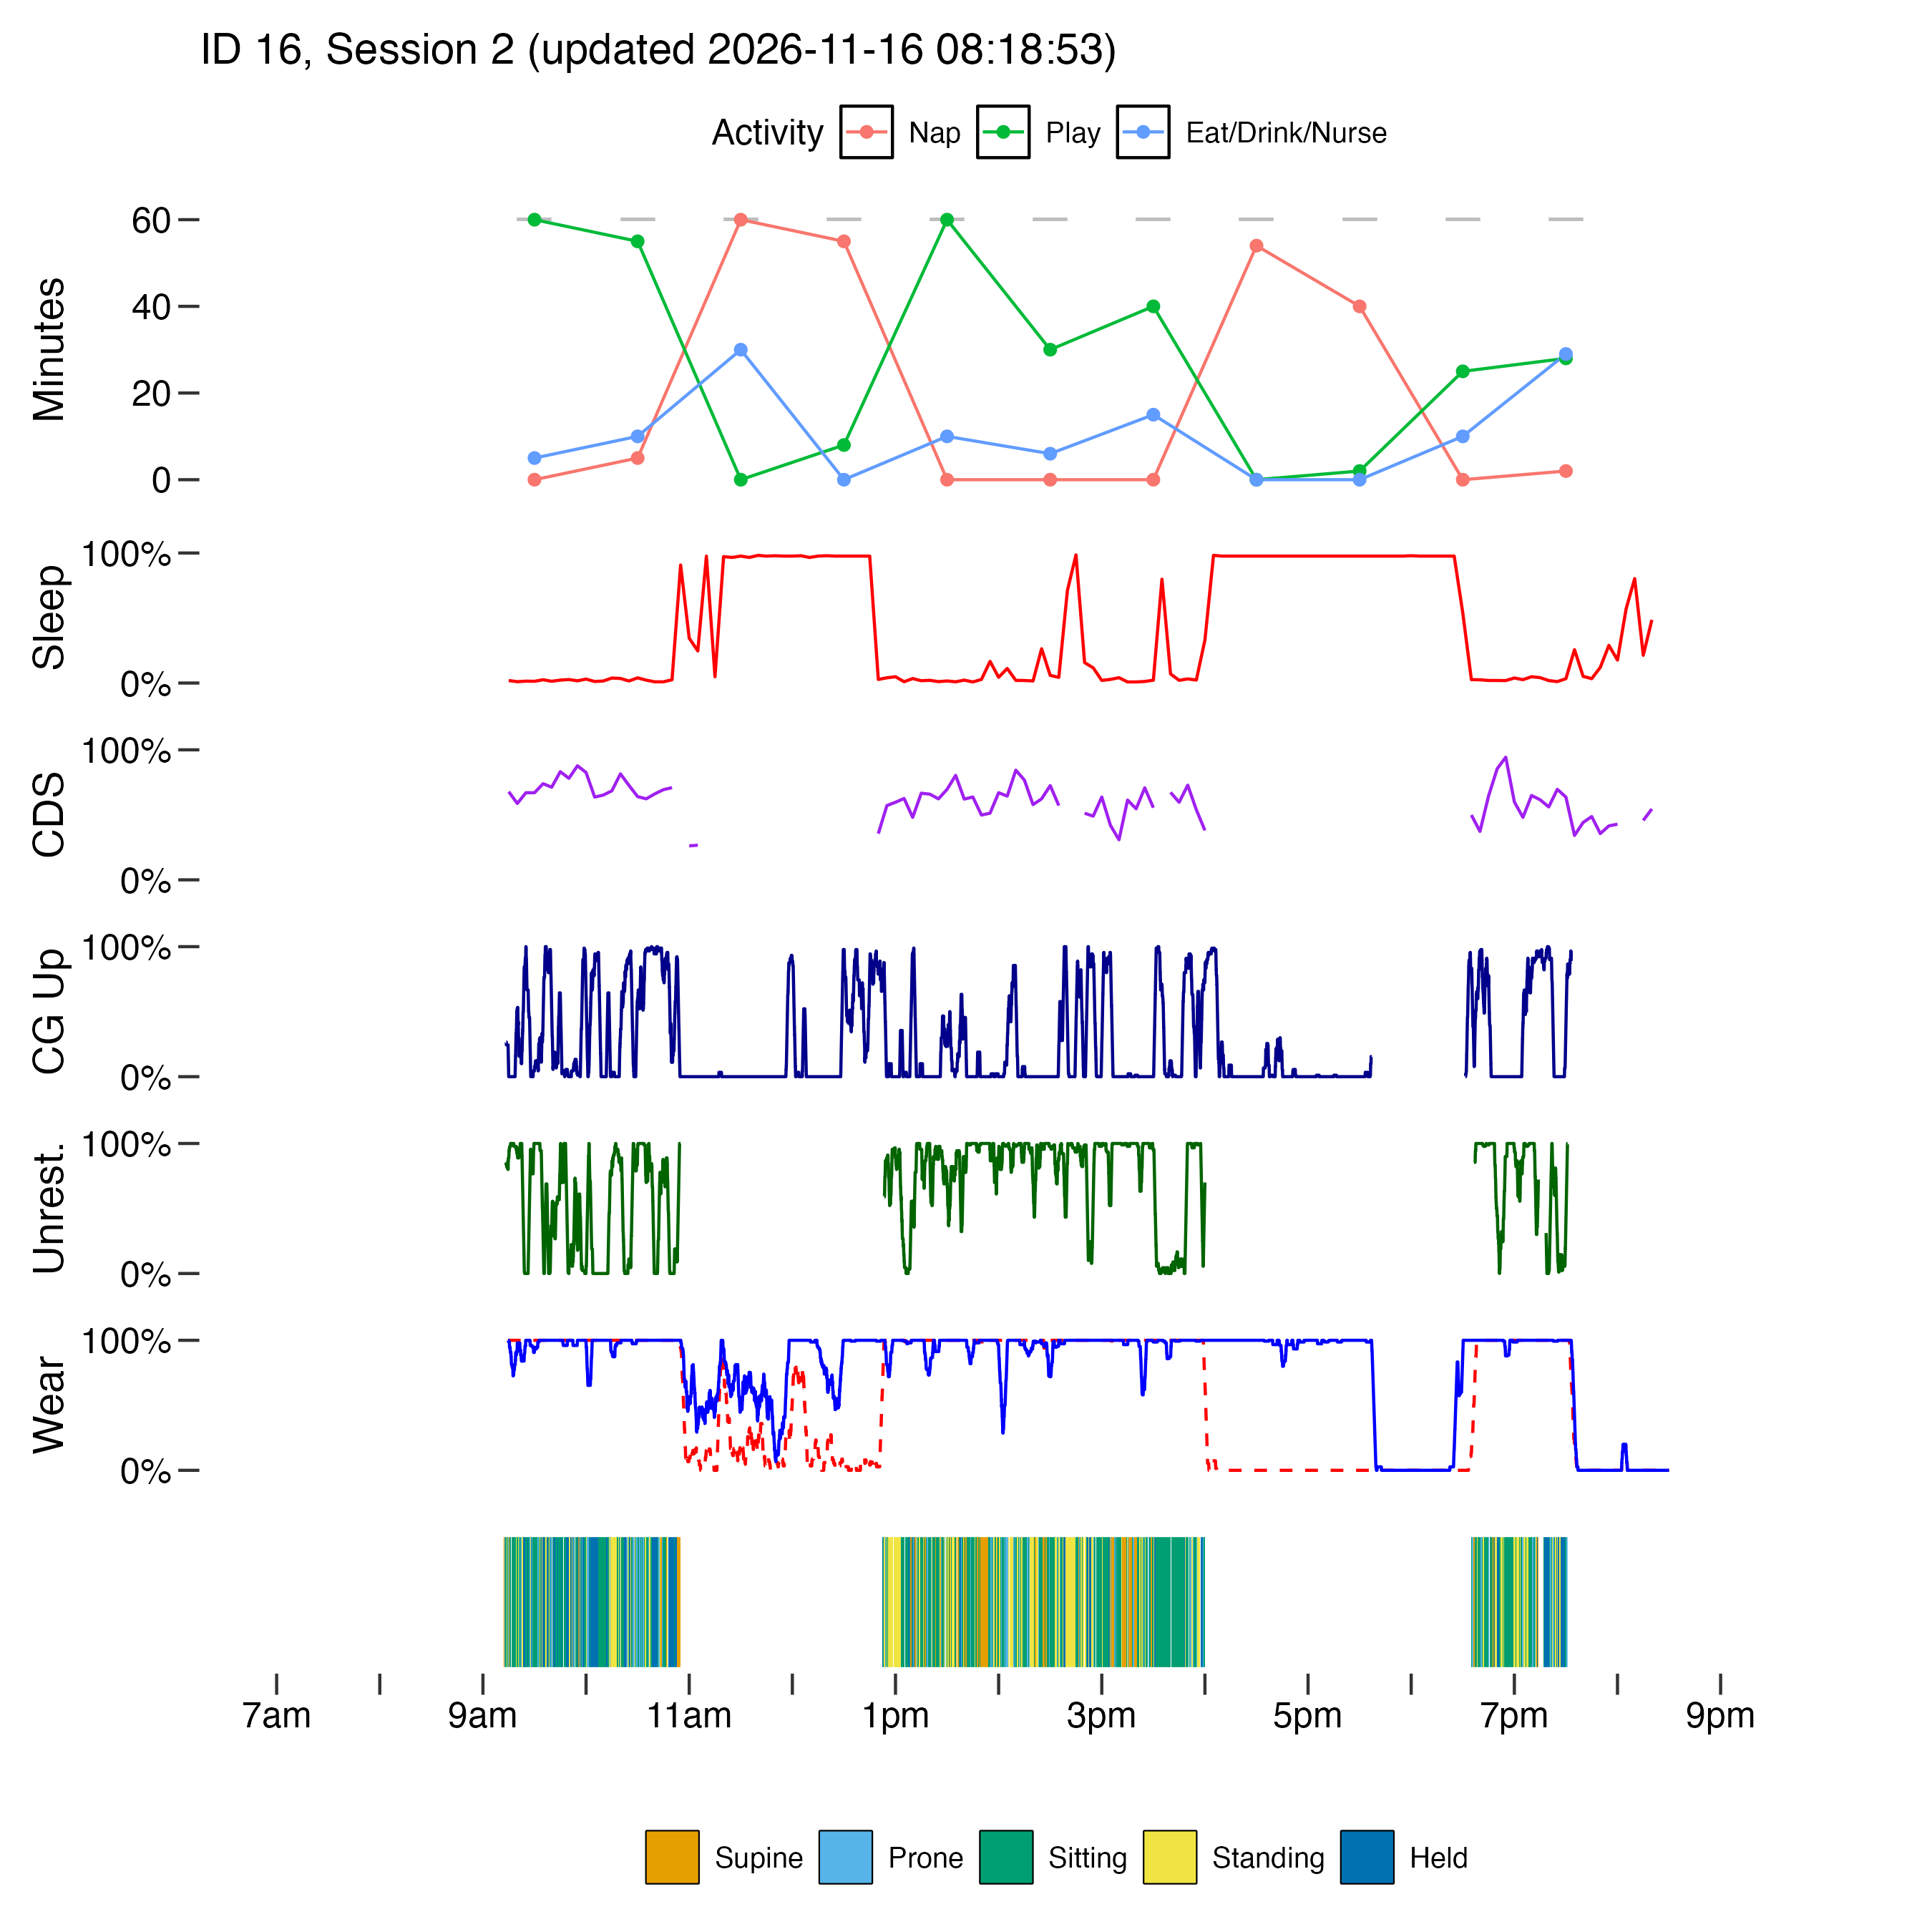 ID 16, Session 2 (updated 2026-11-16 08:18:53)
Activity Nap Play Eat/Drink/Nurse
Minutes
60
40
20
0
Sleep
100%
0%
CDS
100%
0%
CG Up
100%
0%
Unrest.
100%
0%
Wear
100%
0%
7am 9am 11am 1pm 3pm 5pm 7pm 9pm
Supine Prone Sitting Standing Held